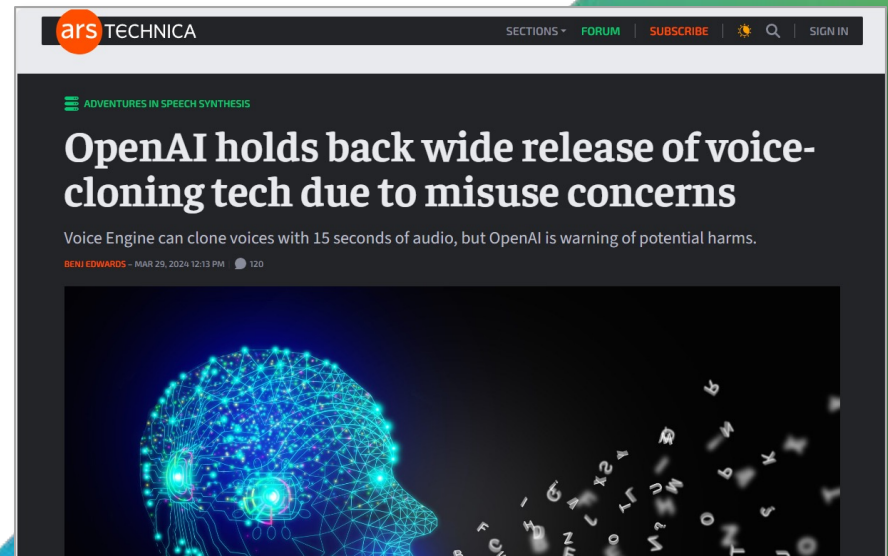 ars TECHNICA
SECTIONS FORUM SUBSCRIBE SIGN IN
ADVENTURES IN SPEECH SYNTHESIS
OpenAI holds back wide release of voice-
cloning tech due to misuse concerns
Voice Engine can clone voices with 15 seconds of audio, but OpenAI is warning of potential harms.
BENJ EDWARDS – MAR 29, 2024 12:13 PM 120